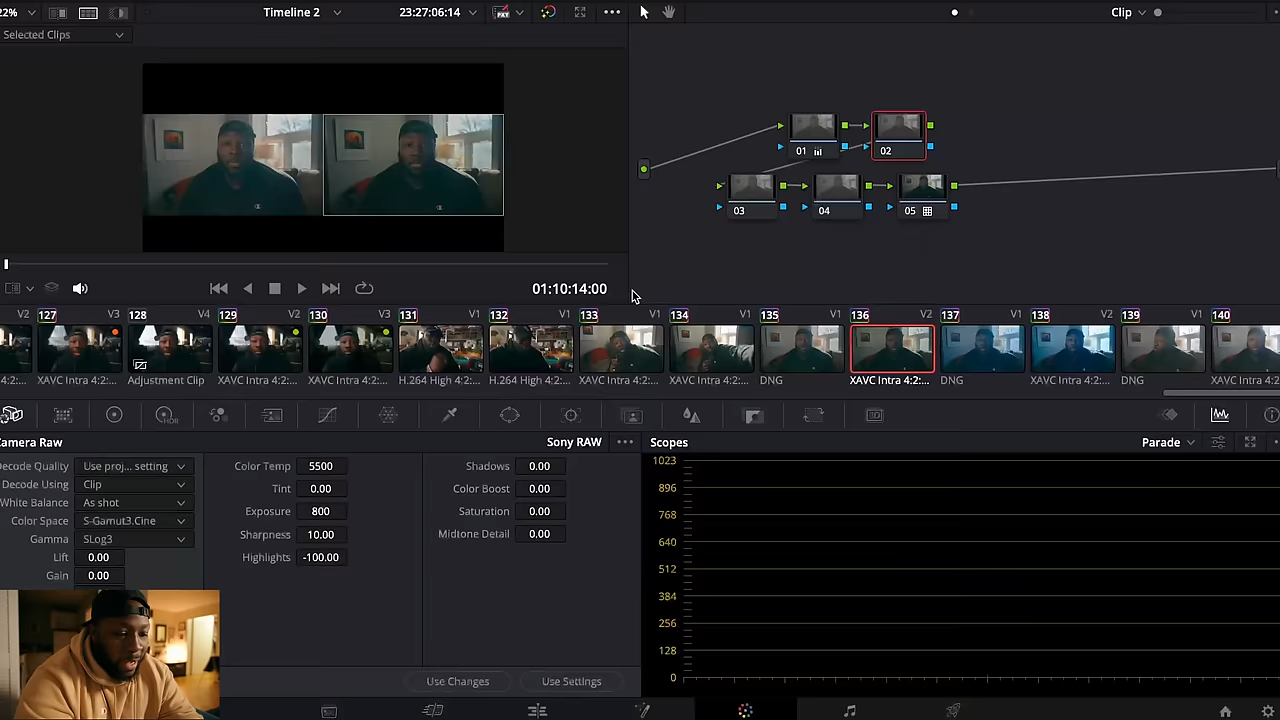 22% Timeline 2 23:27:06:14 FXT Clip
Selected Clips
01 02
03 04 05
01:10:14:00
V2 127 V3 128 V4 129 V2 130 V3 131 V1 132 V1 133 V1 134 V1 135 V1 136 V2 137 V1 138 V2 139 V1 140
4:2:... XAVC Intra 4:2:... Adjustment Clip XAVC Intra 4:2:... XAVC Intra 4:2:... H.264 High 4:2:... H.264 High 4:2:... XAVC Intra 4:2:... XAVC Intra 4:2:... DNG XAVC Intra 4:2:... DNG XAVC Intra 4:2:... DNG XAVC Intra 4:2
HDR
Camera Raw Sony RAW Scopes Parade
Decode Quality Use proj... setting Color Temp 5500 Shadows 0.00 1023
Decode Using Clip Tint 0.00 Color Boost 0.00 896
White Balance As shot Exposure 800 Saturation 0.00 768
Color Space S-Gamut3.Cine Sharpness 10.00 Midtone Detail 0.00 640
Gamma SLog3 Highlights -100.00 512
Lift 0.00 384
Gain 0.00 256
128
0
Use Changes Use Settings